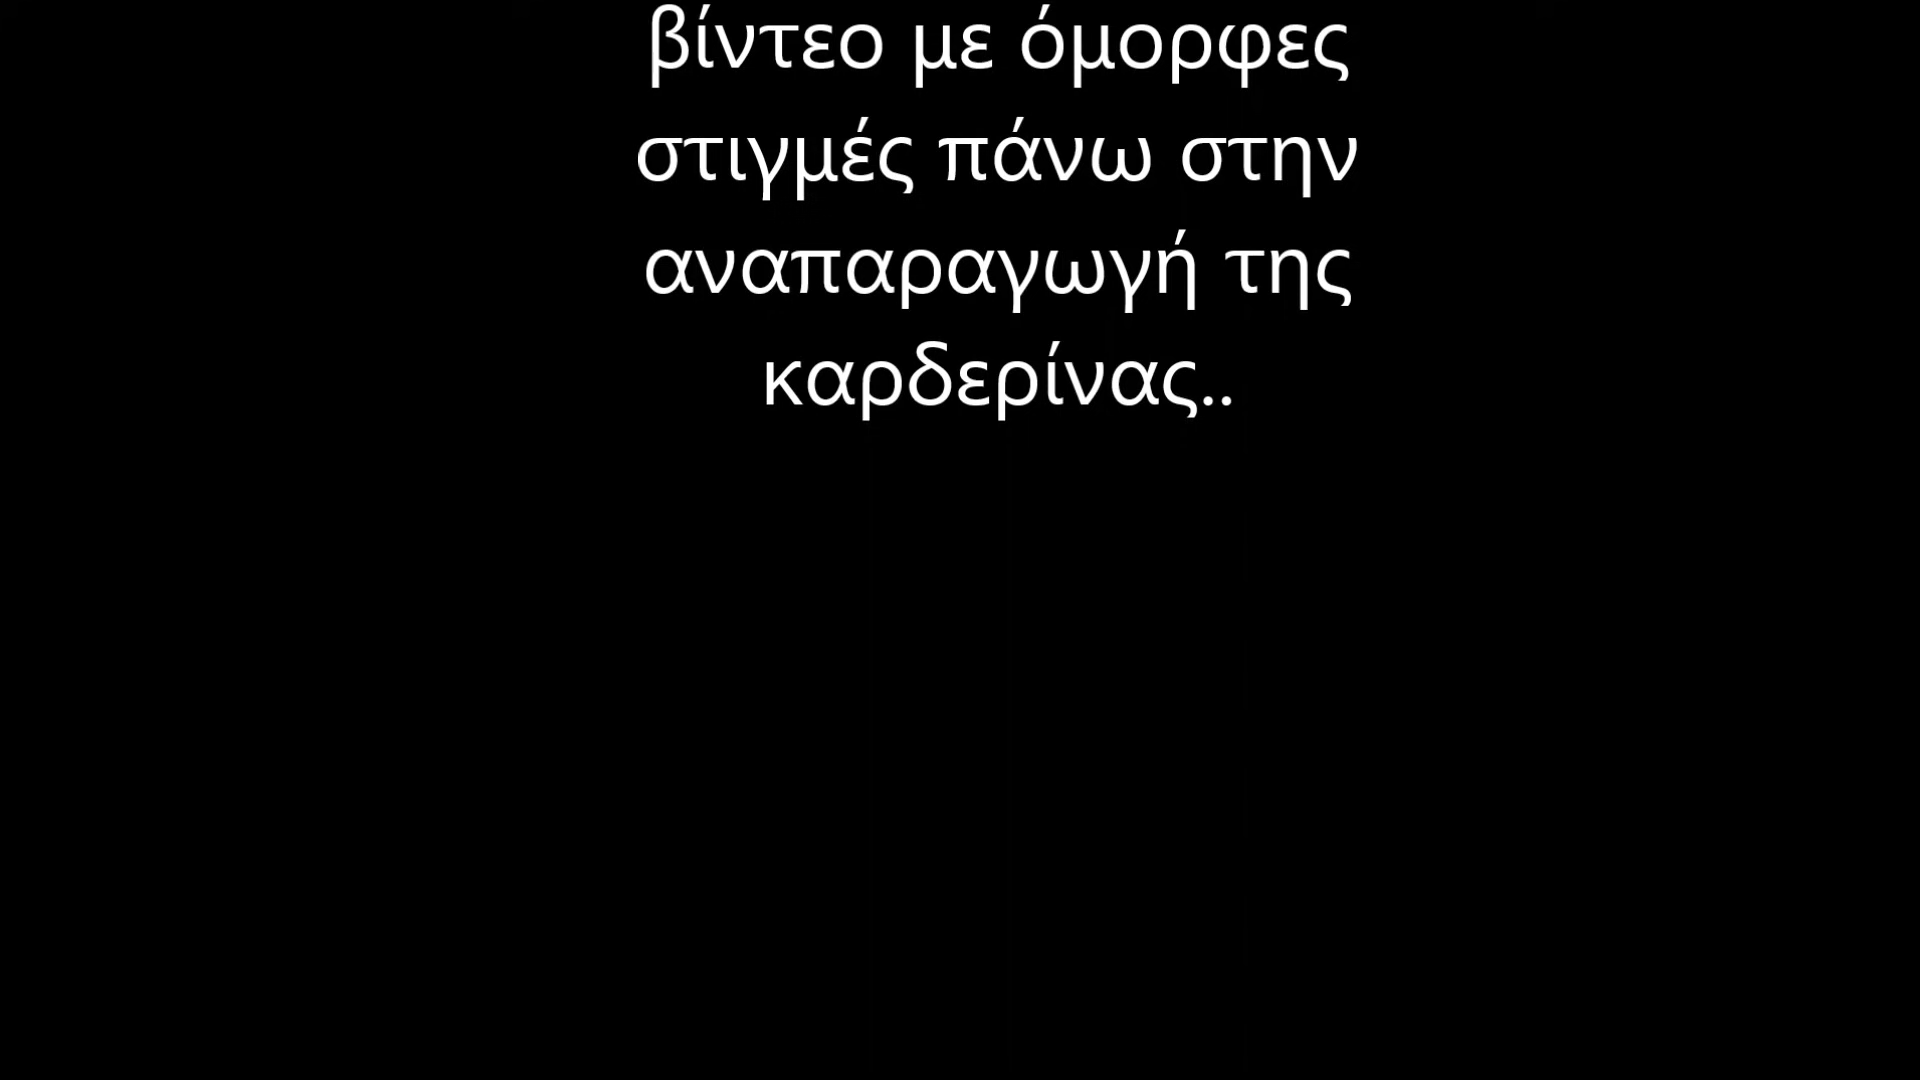 βίντεο με όμορφες
στιγμές πάνω στην
αναπαραγωγή της
καρδερίνας..